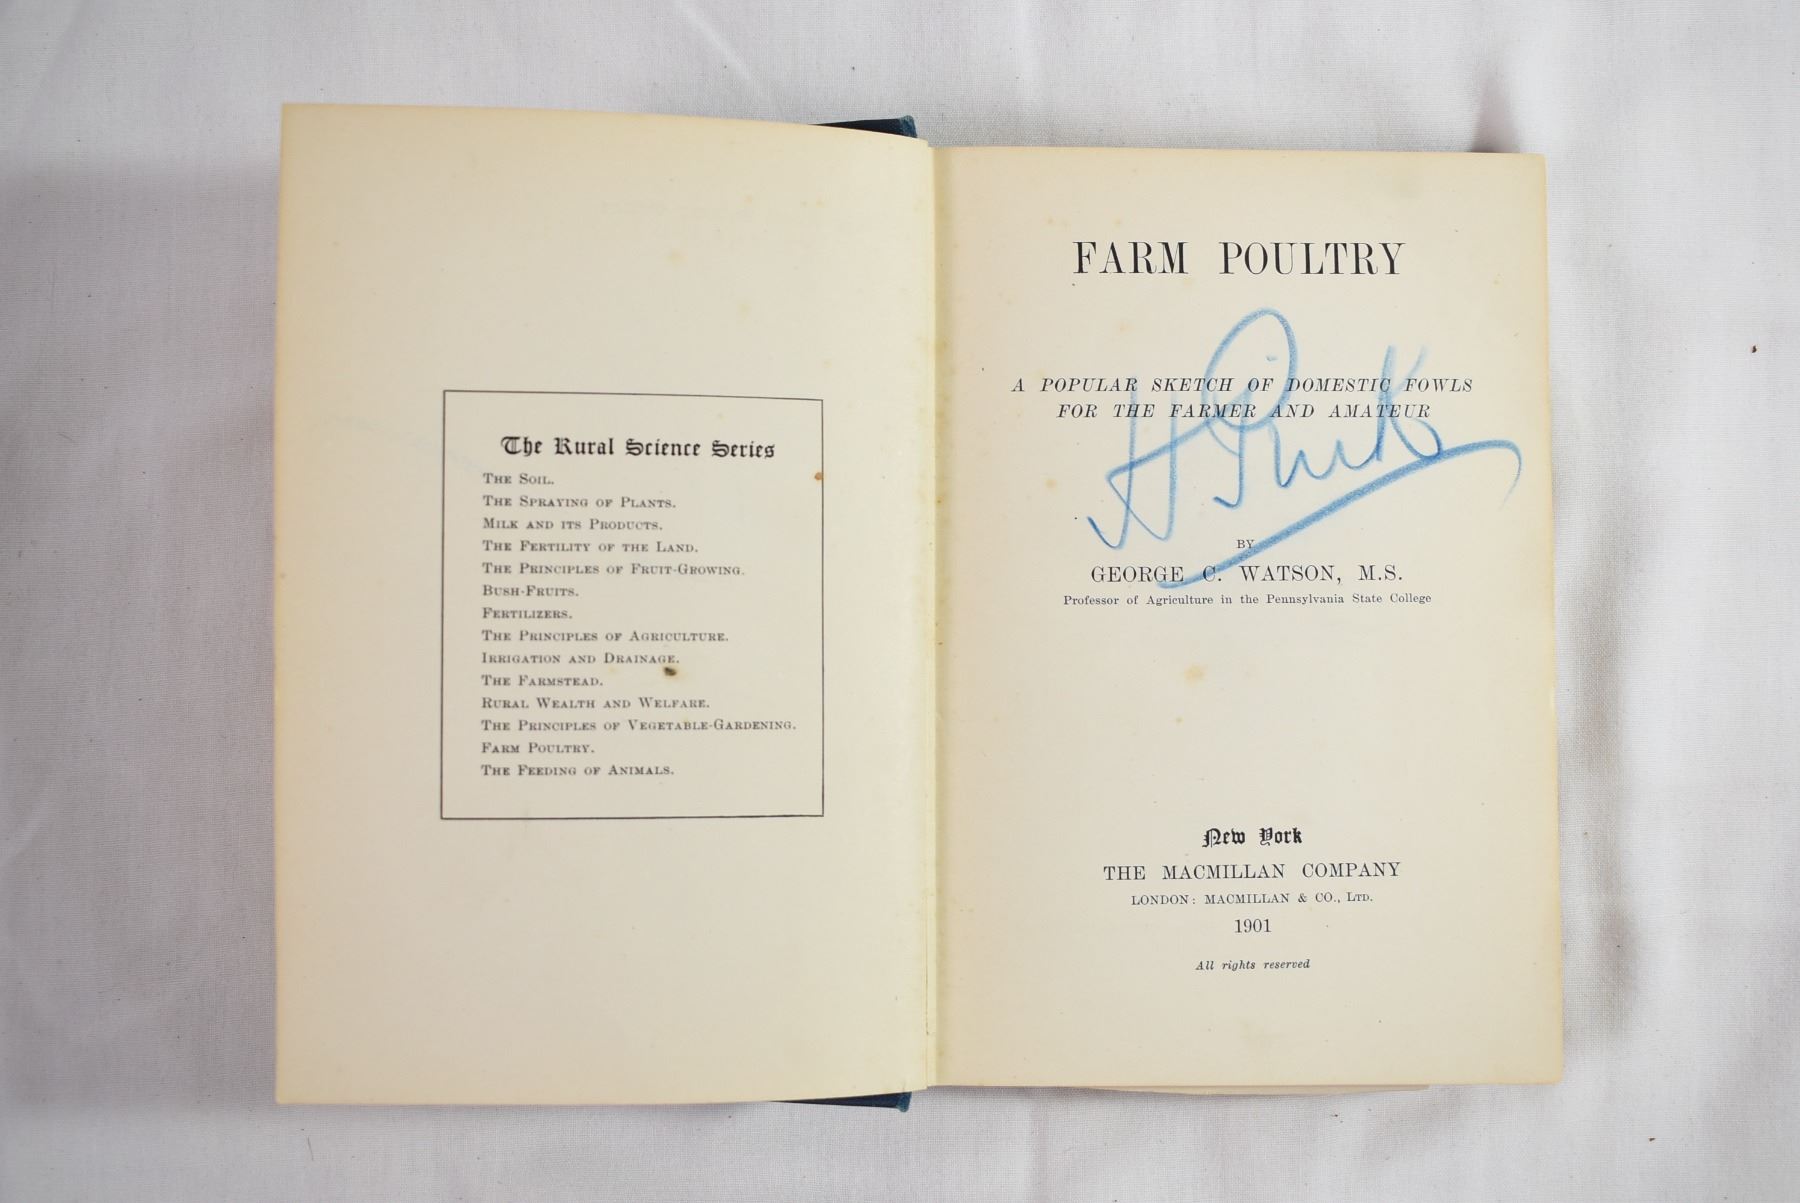 The Rural Science Series
THE SOIL.
THE SPRAYING OF PLANTS.
MILK AND ITS PRODUCTS.
THE FERTILITY OF THE LAND.
THE PRINCIPLES OF FRUIT-GROWING.
BUSH-FRUITS.
FERTILIZERS.
THE PRINCIPLES OF AGRICULTURE.
IRRIGATION AND DRAINAGE.
THE FARMSTEAD.
RURAL WEALTH AND WELFARE.
THE PRINCIPLES OF VEGETABLE-GARDENING.
FARM POULTRY.
THE FEEDING OF ANIMALS.
FARM POULTRY
A POPULAR SKETCH OF DOMESTIC FOWLS
FOR THE FARMER AND AMATEUR
BY
GEORGE C. WATSON, M.S.
Professor of Agriculture in the Pennsylvania State College
New York
THE MACMILLAN COMPANY
LONDON: MACMILLAN & CO., LTD.
1901
All rights reserved